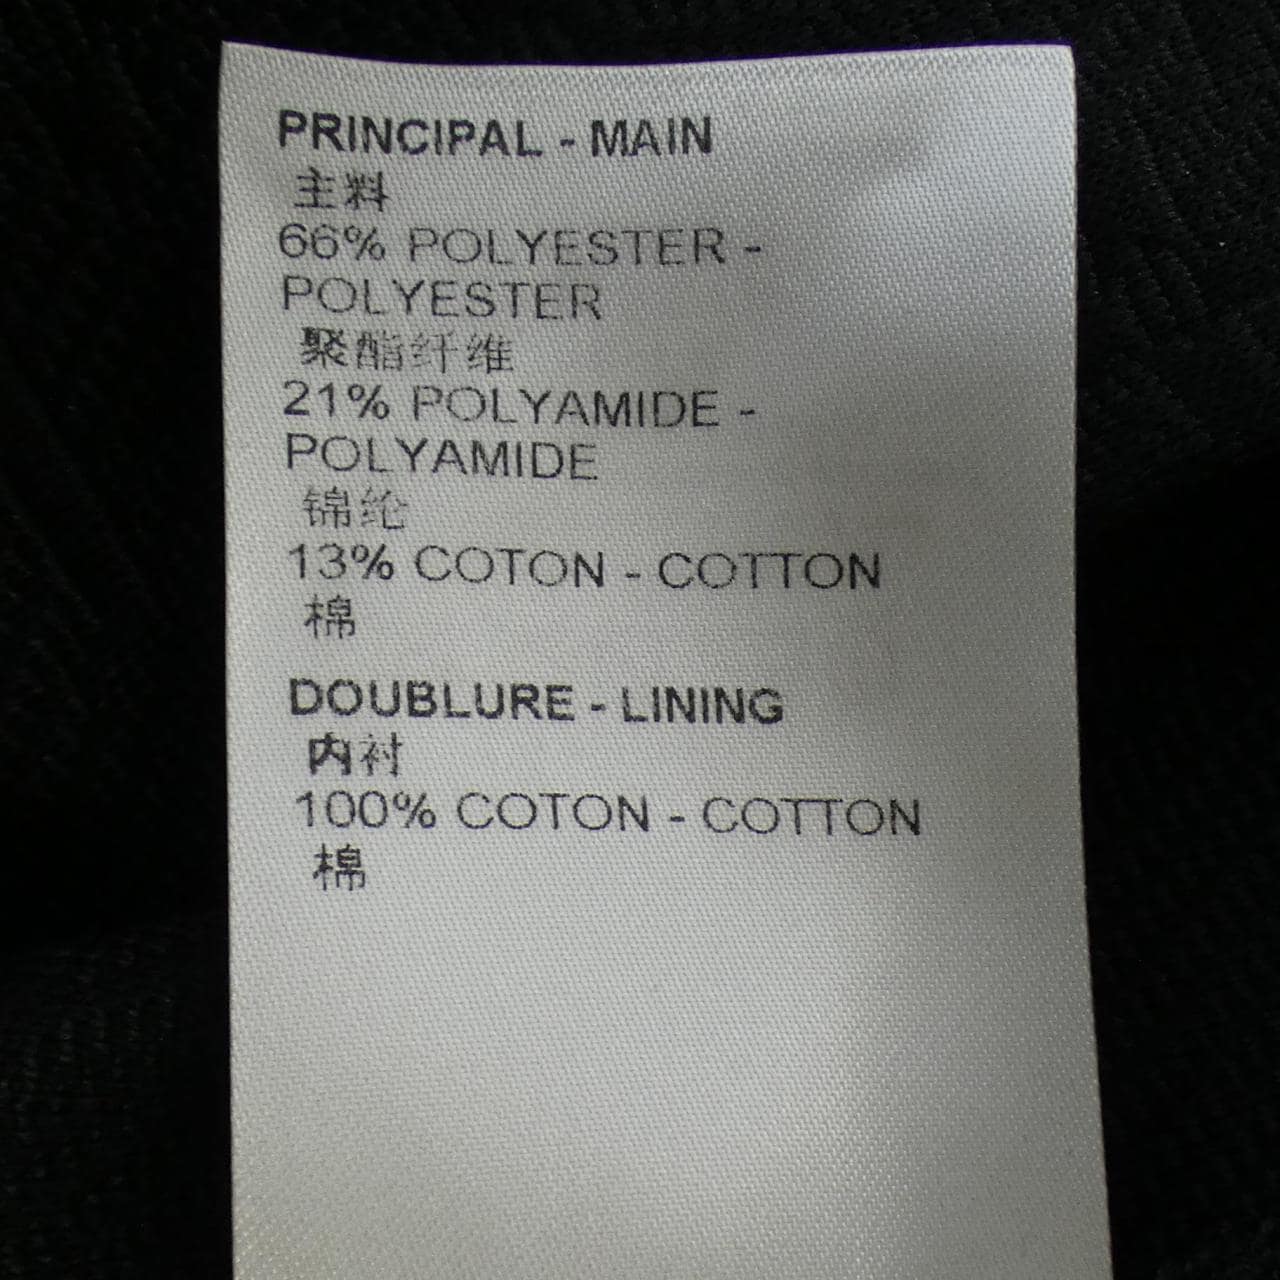 PRINCIPAL - MAIN
主料
66% POLYESTER -
POLYESTER
聚酯纤维
21% POLYAMIDE -
POLYAMIDE
锦纶
13% COTON - COTTON
棉
DOUBLURE - LINING
内衬
100% COTON - COTTON
棉